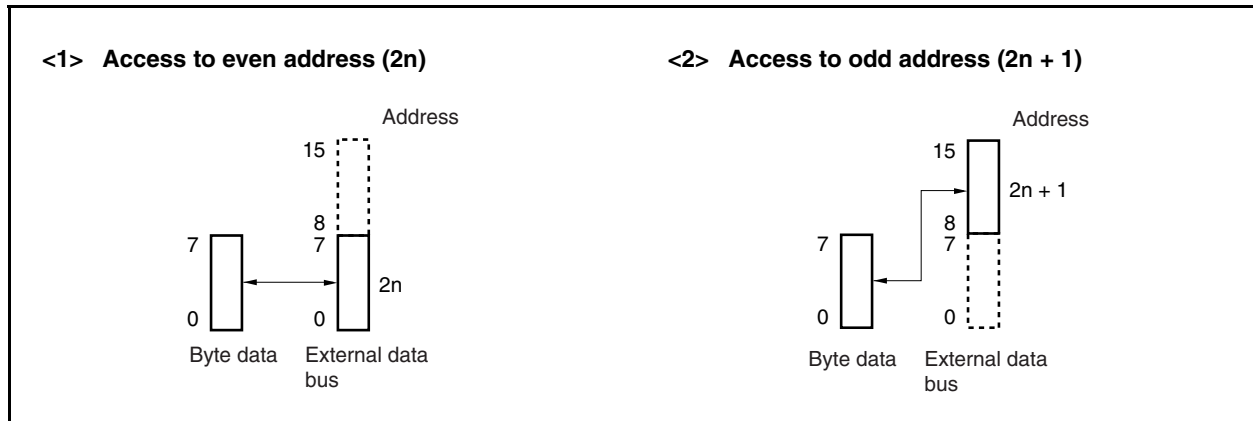 <1> Access to even address (2n)
Address
15
8
7
7
2n
0
0
Byte data
External data
bus
<2> Access to odd address (2n + 1)
Address
15
2n + 1
8
7
7
0
0
Byte data
External data
bus